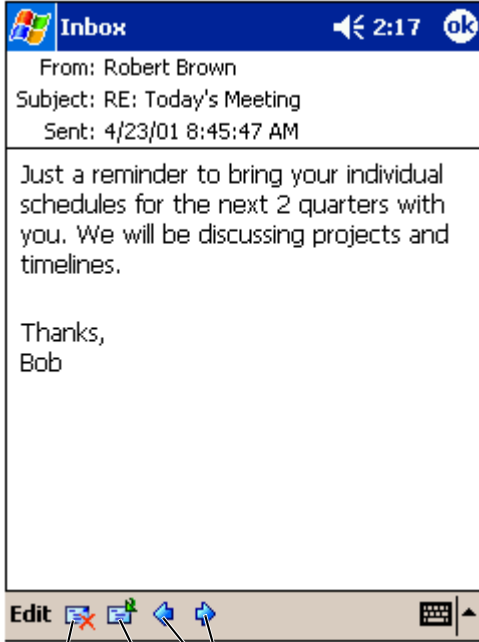 Inbox 2:17 ok
From: Robert Brown
Subject: RE: Today's Meeting
Sent: 4/23/01 8:45:47 AM
Just a reminder to bring your individual
schedules for the next 2 quarters with
you. We will be discussing projects and
timelines.
Thanks,
Bob
Edit